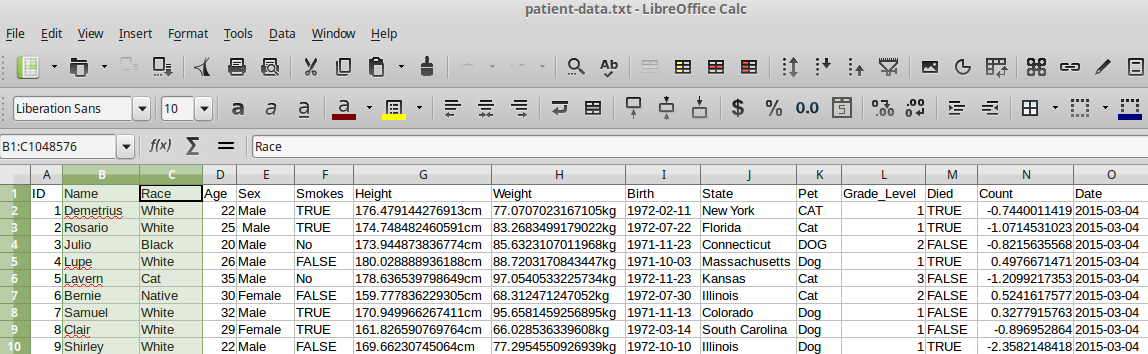 patient-data.txt - LibreOffice Calc
File Edit View Insert Format Tools Data Window Help
Liberation Sans 10 a a a a $ % 0.0
B1:C1048576 f(x) Σ = Race
A B C D E F G H I J K L M N O
1 ID Name Race Age Sex Smokes Height Weight Birth State Pet Grade_Level Died Count Date
2 1 Demetrius White 22 Male TRUE 176.479144276913cm 77.0707023167105kg 1972-02-11 New York CAT 1 TRUE -0.7440011419 2015-03-04
3 2 Rosario White 25 Male TRUE 174.748482460591cm 83.2683499179022kg 1972-07-22 Florida Cat 1 TRUE -1.0714531023 2015-03-04
4 3 Julio Black 20 Male No 173.944873836774cm 85.6323107011968kg 1971-11-23 Connecticut DOG 2 FALSE -0.8215635568 2015-03-04
5 4 Lupe White 26 Male FALSE 180.028888936188cm 88.7203170843447kg 1971-10-03 Massachusetts Dog 1 TRUE 0.4976671471 2015-03-04
6 5 Lavern Cat 35 Male No 178.636539798649cm 97.0540533225734kg 1972-11-23 Kansas Cat 3 FALSE -1.2099217353 2015-03-04
7 6 Bernie Native 30 Female FALSE 159.777836229305cm 68.312471247052kg 1972-07-30 Illinois Cat 2 FALSE 0.5241617577 2015-03-04
8 7 Samuel White 32 Male TRUE 170.949966267411cm 95.6581459256895kg 1971-11-13 Colorado Dog 1 TRUE 0.3277915763 2015-03-04
9 8 Clair White 29 Female TRUE 161.826590769764cm 66.028536339608kg 1972-03-14 South Carolina Dog 1 FALSE -0.896952864 2015-03-04
10 9 Shirley White 22 Male FALSE 169.66230745064cm 77.2954550926939kg 1972-10-10 Illinois Dog 1 TRUE -2.3582148418 2015-03-04